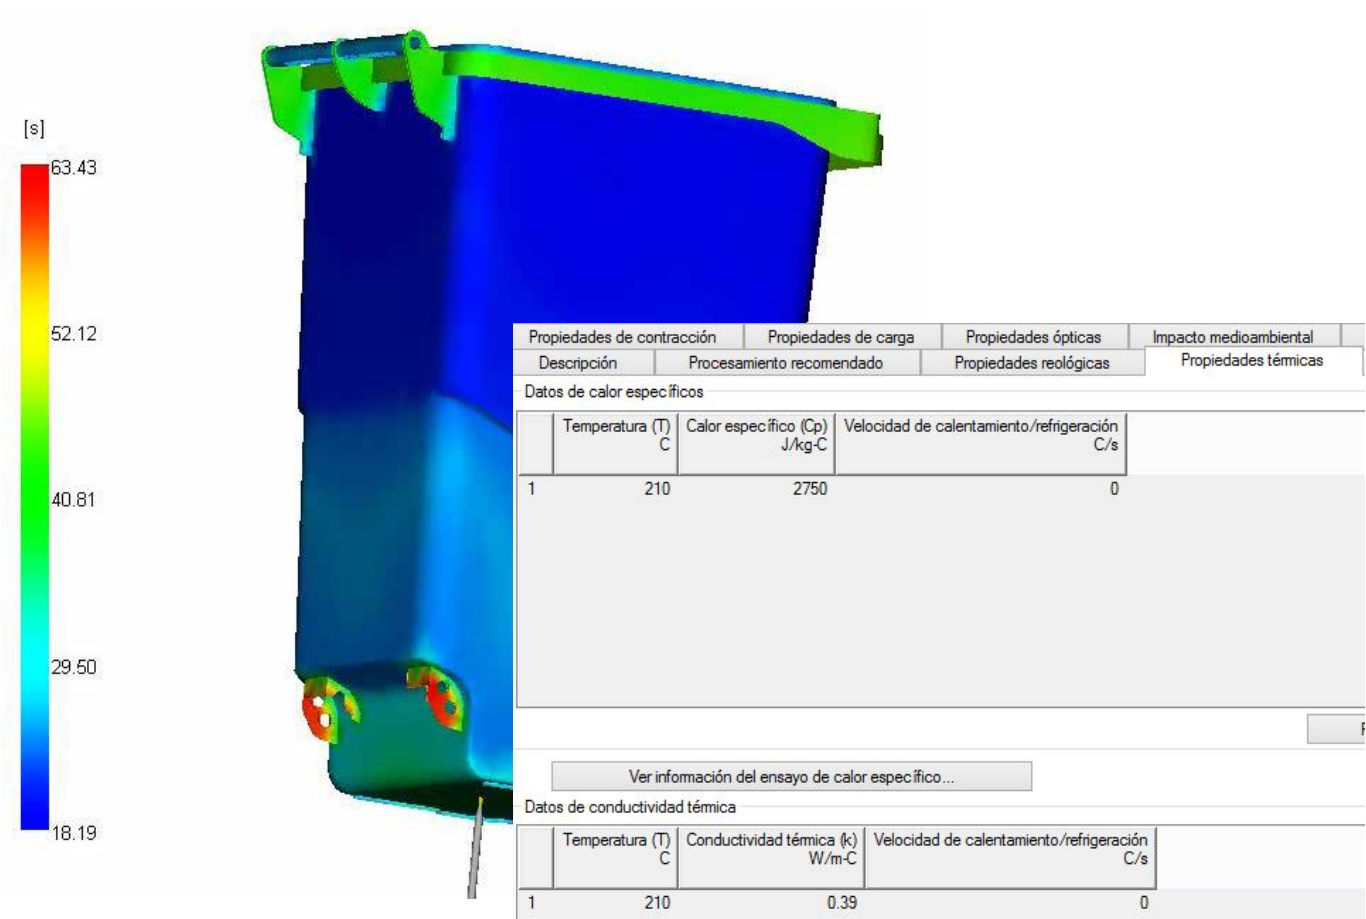 [s]
63.43
52.12
40.81
29.50
18.19
Propiedades de contracción Propiedades de carga Propiedades ópticas Impacto medioambiental
Descripción Procesamiento recomendado Propiedades reológicas Propiedades térmicas
Datos de calor específicos
Temperatura (T) Calor específico (Cp) Velocidad de calentamiento/refrigeración
C J/kg-C C/s
1 210 2750 0
Ver información del ensayo de calor específico...
Datos de conductividad térmica
Temperatura (T) Conductividad térmica (k) Velocidad de calentamiento/refrigeración
C W/m-C C/s
1 210 0.39 0